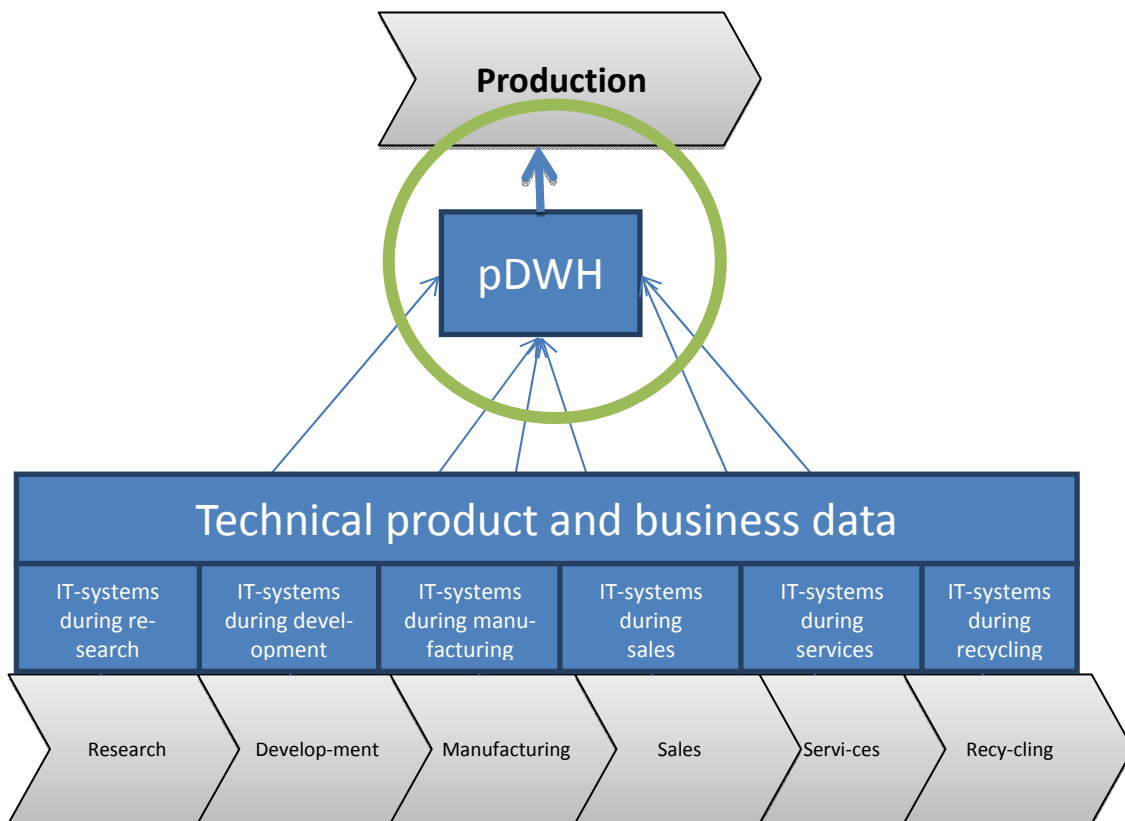 Production
pDWH
Technical product and business data
IT-systems
during re-
search
IT-systems
during devel-
opment
IT-systems
during manu-
facturing
IT-systems
during
sales
IT-systems
during
services
IT-systems
during
recycling
Research
Develop-ment
Manufacturing
Sales
Servi-ces
Recy-cling